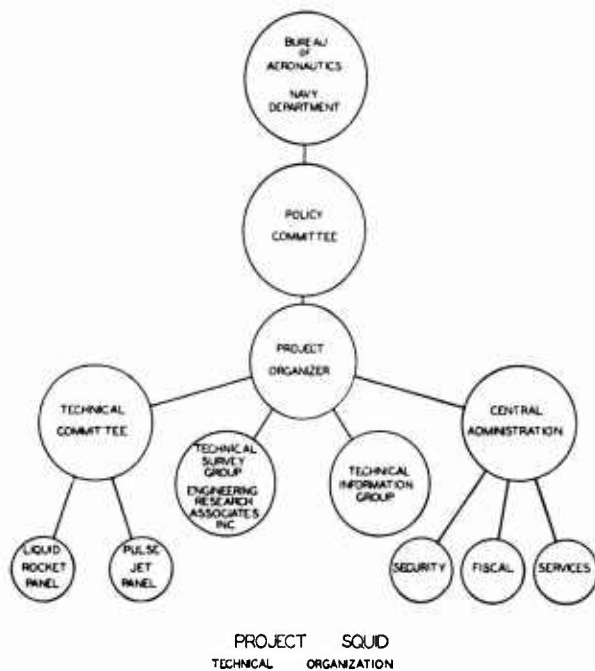 BUREAU
OF
AERONAUTICS
NAVY
DEPARTMENT
POLICY
COMMITTEE
PROJECT
ORGANIZER
TECHNICAL
COMMITTEE
TECHNICAL
SURVEY
GROUP
ENGINEERING
RESEARCH
ASSOCIATES
INC
TECHNICAL
INFORMATION
GROUP
CENTRAL
ADMINISTRATION
LIQUID
ROCKET
PANEL
PULSE
JET
PANEL
SECURITY
FISCAL
SERVICES
PROJECT SQUID
TECHNICAL ORGANIZATION